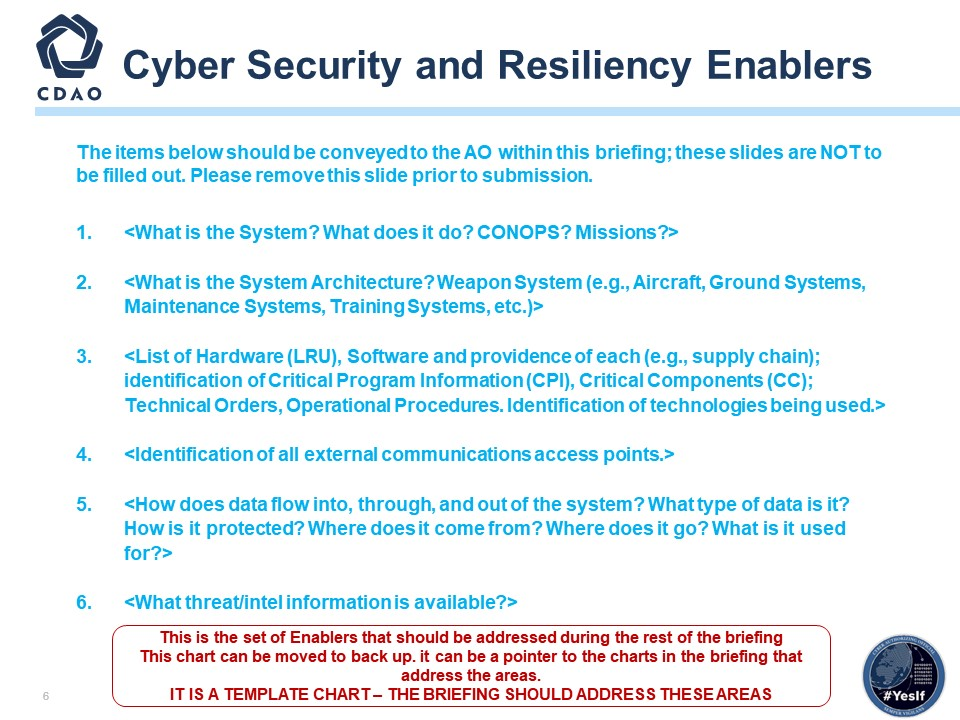 CDAO
Cyber Security and Resiliency Enablers
The items below should be conveyed to the AO within this briefing; these slides are NOT to
be filled out. Please remove this slide prior to submission.
1. <What is the System? What does it do? CONOPS? Missions?>
2. <What is the System Architecture? Weapon System (e.g., Aircraft, Ground Systems,
Maintenance Systems, Training Systems, etc.)>
3. <List of Hardware (LRU), Software and providence of each (e.g., supply chain);
identification of Critical Program Information (CPI), Critical Components (CC);
Technical Orders, Operational Procedures. Identification of technologies being used.>
4. <Identification of all external communications access points.>
5. <How does data flow into, through, and out of the system? What type of data is it?
How is it protected? Where does it come from? Where does it go? What is it used
for?>
6. <What threat/intel information is available?>
This is the set of Enablers that should be addressed during the rest of the briefing
This chart can be moved to back up. it can be a pointer to the charts in the briefing that
address the areas.
IT IS A TEMPLATE CHART – THE BRIEFING SHOULD ADDRESS THESE AREAS
6
#YesIf